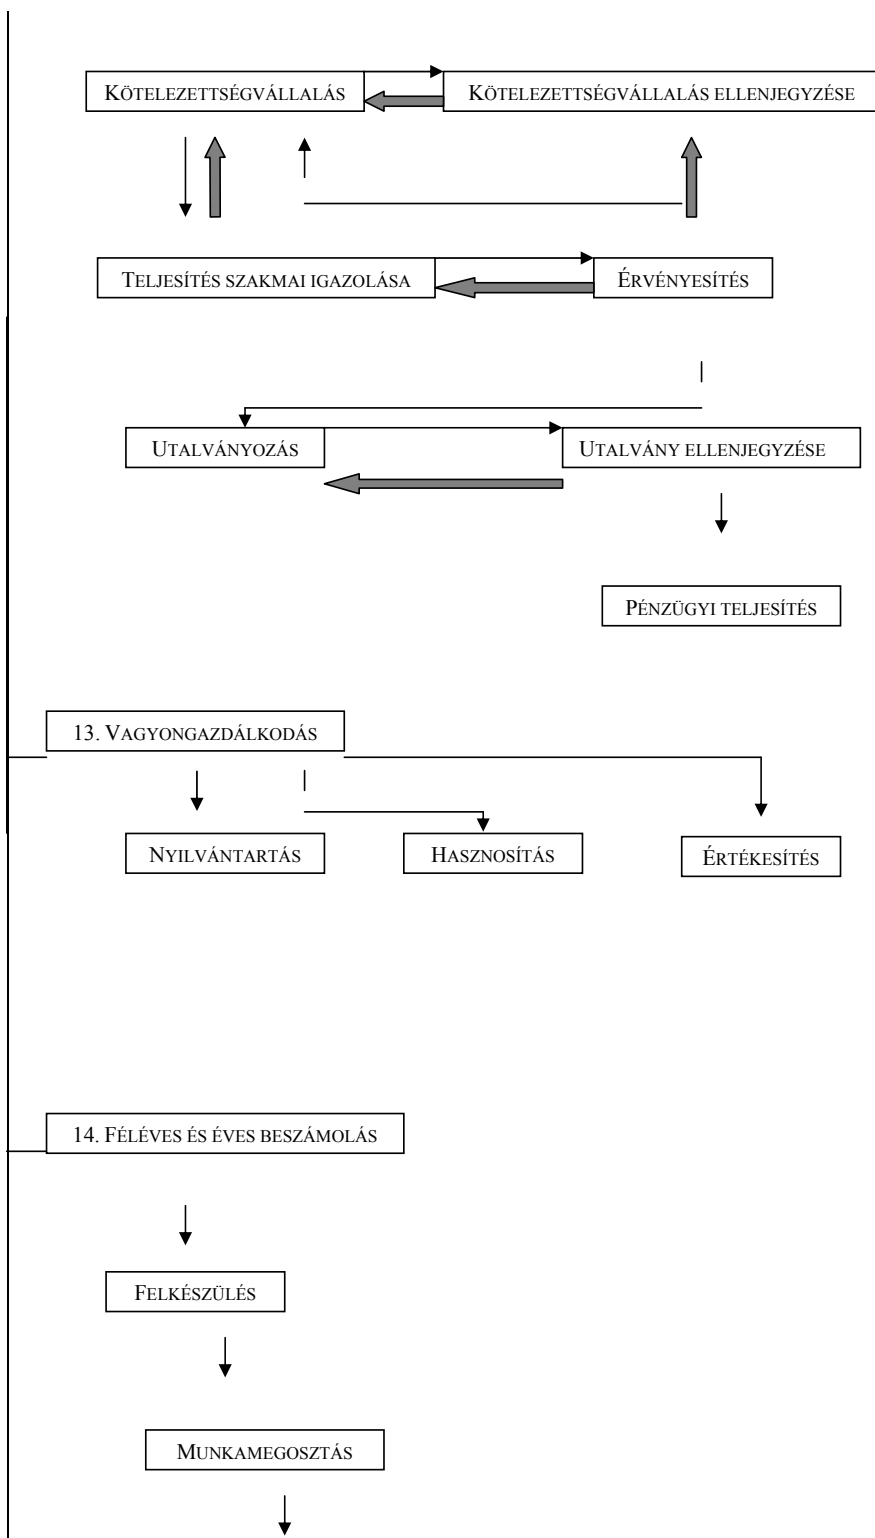 KÖTELEZETTSÉGVÁLLALÁS
KÖTELEZETTSÉGVÁLLALÁS ELLENJEGYZÉSE
TELJESÍTÉS SZAKMAI IGAZOLÁSA
ÉRVÉNYESÍTÉS
UTALVÁNYOZÁS
UTALVÁNY ELLENJEGYZÉSE
PÉNZÜGYI TELJESÍTÉS
13. VAGYONGAZDÁLKODÁS
NYILVÁNTARTÁS
HASZNOSÍTÁS
ÉRTÉKESÍTÉS
14. FÉLÉVES ÉS ÉVES BESZÁMOLÁS
FELKÉSZÜLÉS
MUNKAMEGOSZTÁS